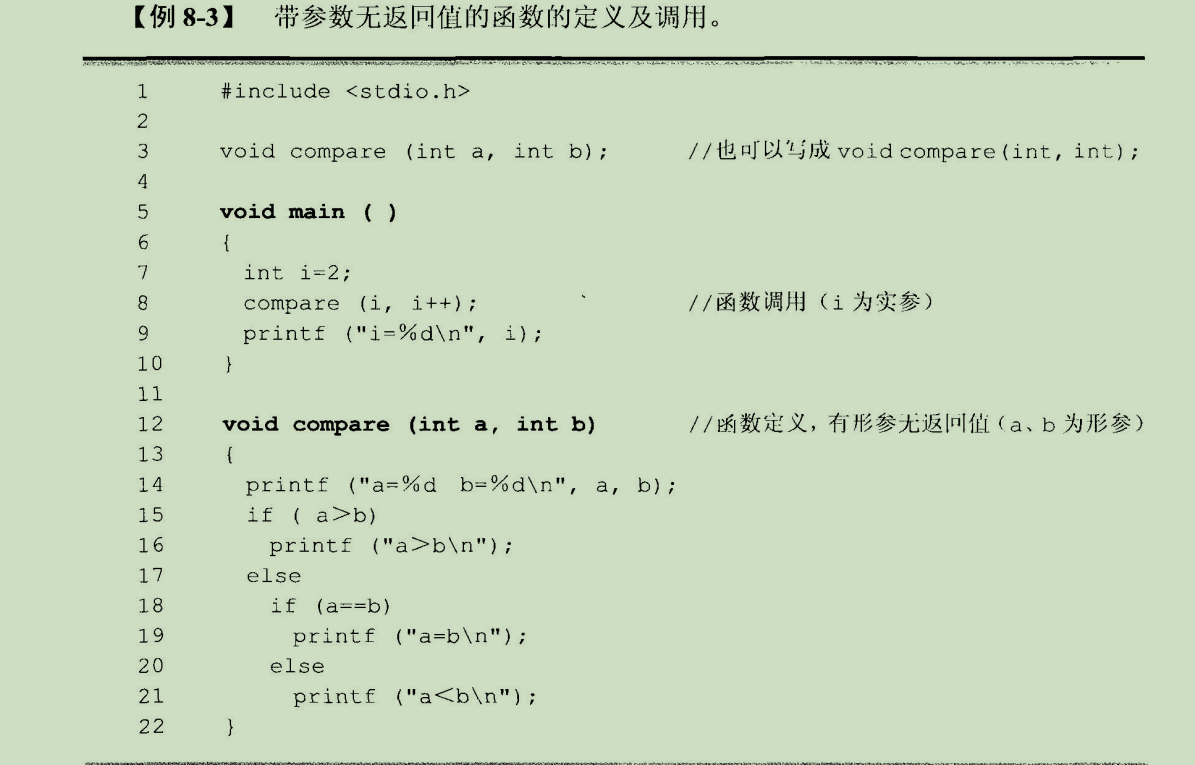 【例 8-3】 带参数无返回值的函数的定义及调用。
1 #include <stdio.h>
2
3 void compare (int a, int b); //也可以写成 void compare(int, int);
4
5 void main ( )
6 {
7 int i=2;
8 compare (i, i++); //函数调用（i 为实参）
9 printf ("i=%d\n", i);
10 }
11
12 void compare (int a, int b) //函数定义，有形参无返回值（a、b 为形参）
13 {
14 printf ("a=%d b=%d\n", a, b);
15 if ( a>b)
16 printf ("a>b\n");
17 else
18 if (a==b)
19 printf ("a=b\n");
20 else
21 printf ("a<b\n");
22 }